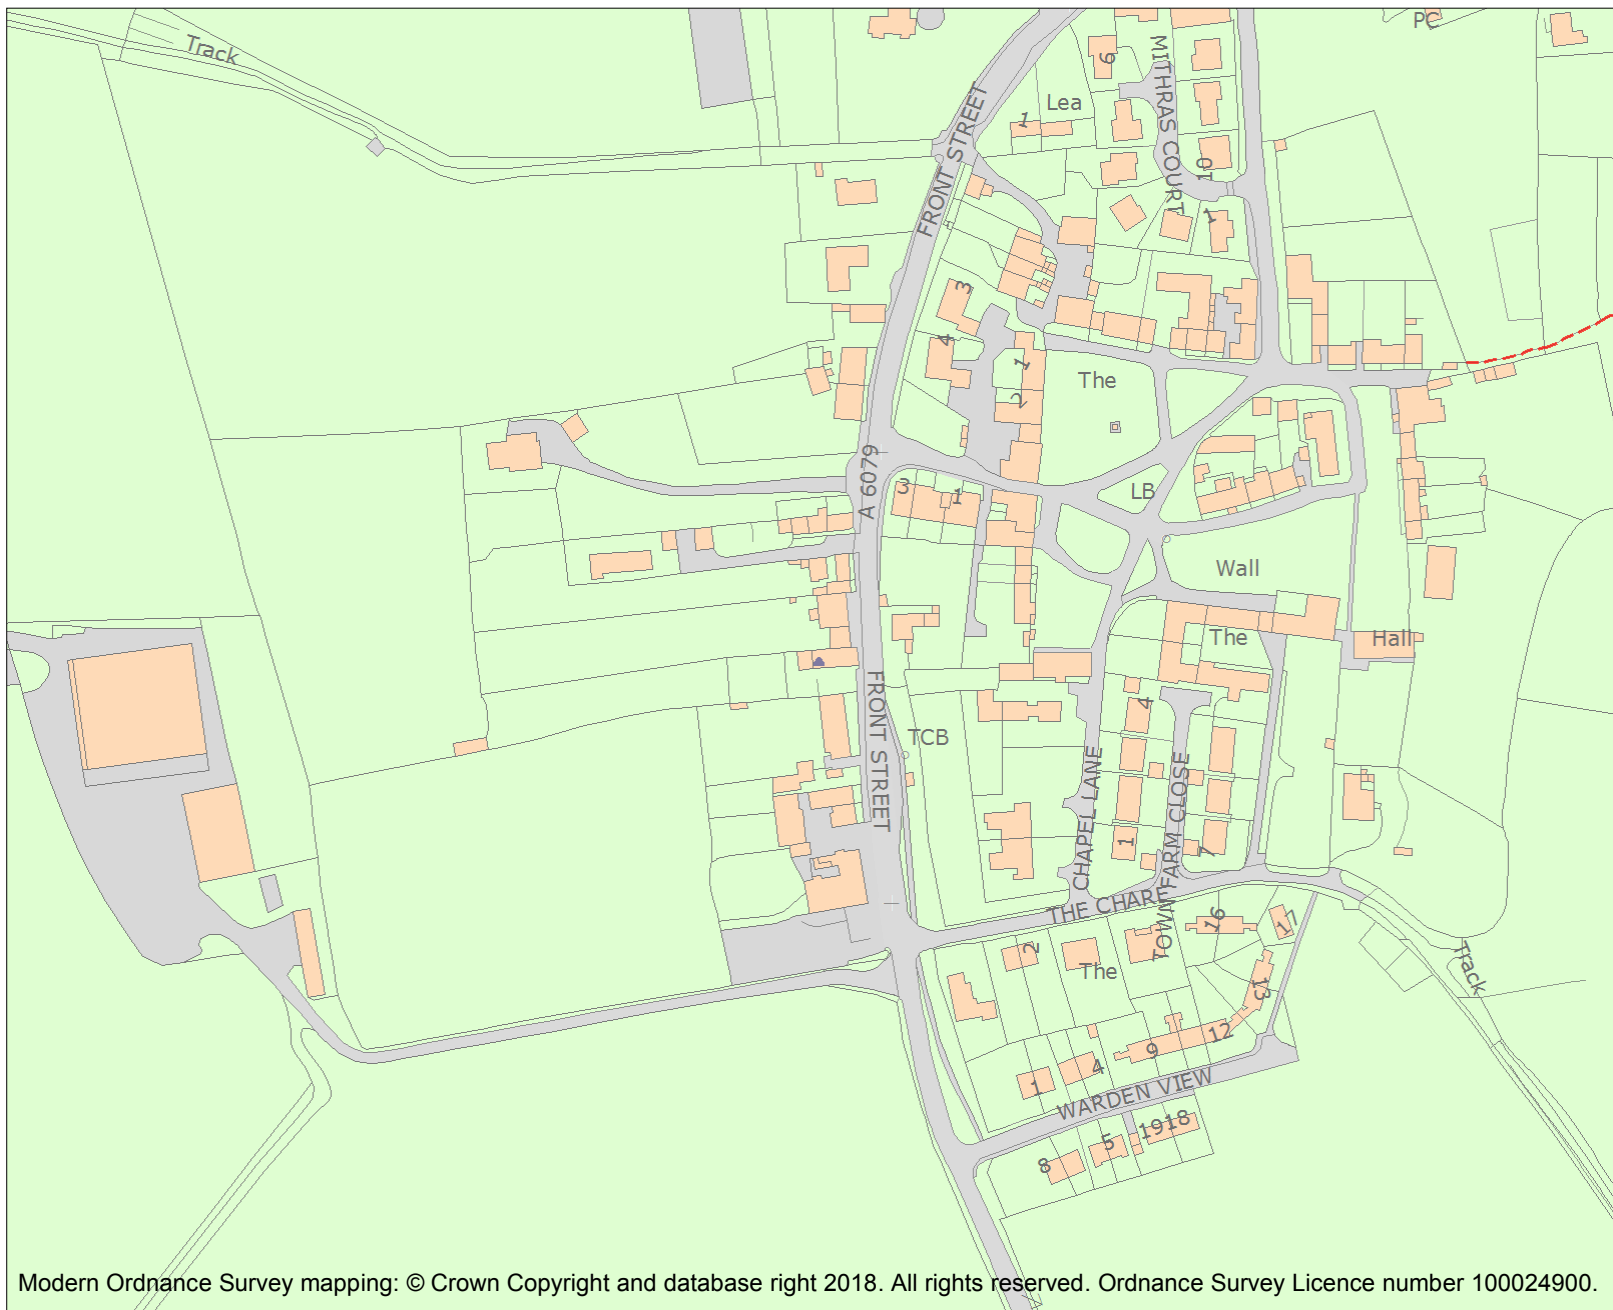 PC
Track
6
MITHRAS COURT
Lea
1
FRONT STREET
10
1
3
4
1
The
2
A 6079
3
1
LB
Wall
The
Hall
4
FRONT STREET
TCB
CHAPEL LANE
TOWN FARM CLOSE
1
7
THE CHARE
16
17
2
The
Track
13
12
9
4
1
WARDEN VIEW
1918
5
8
Modern Ordnance Survey mapping: © Crown Copyright and database right 2018. All rights reserved. Ordnance Survey Licence number 100024900.